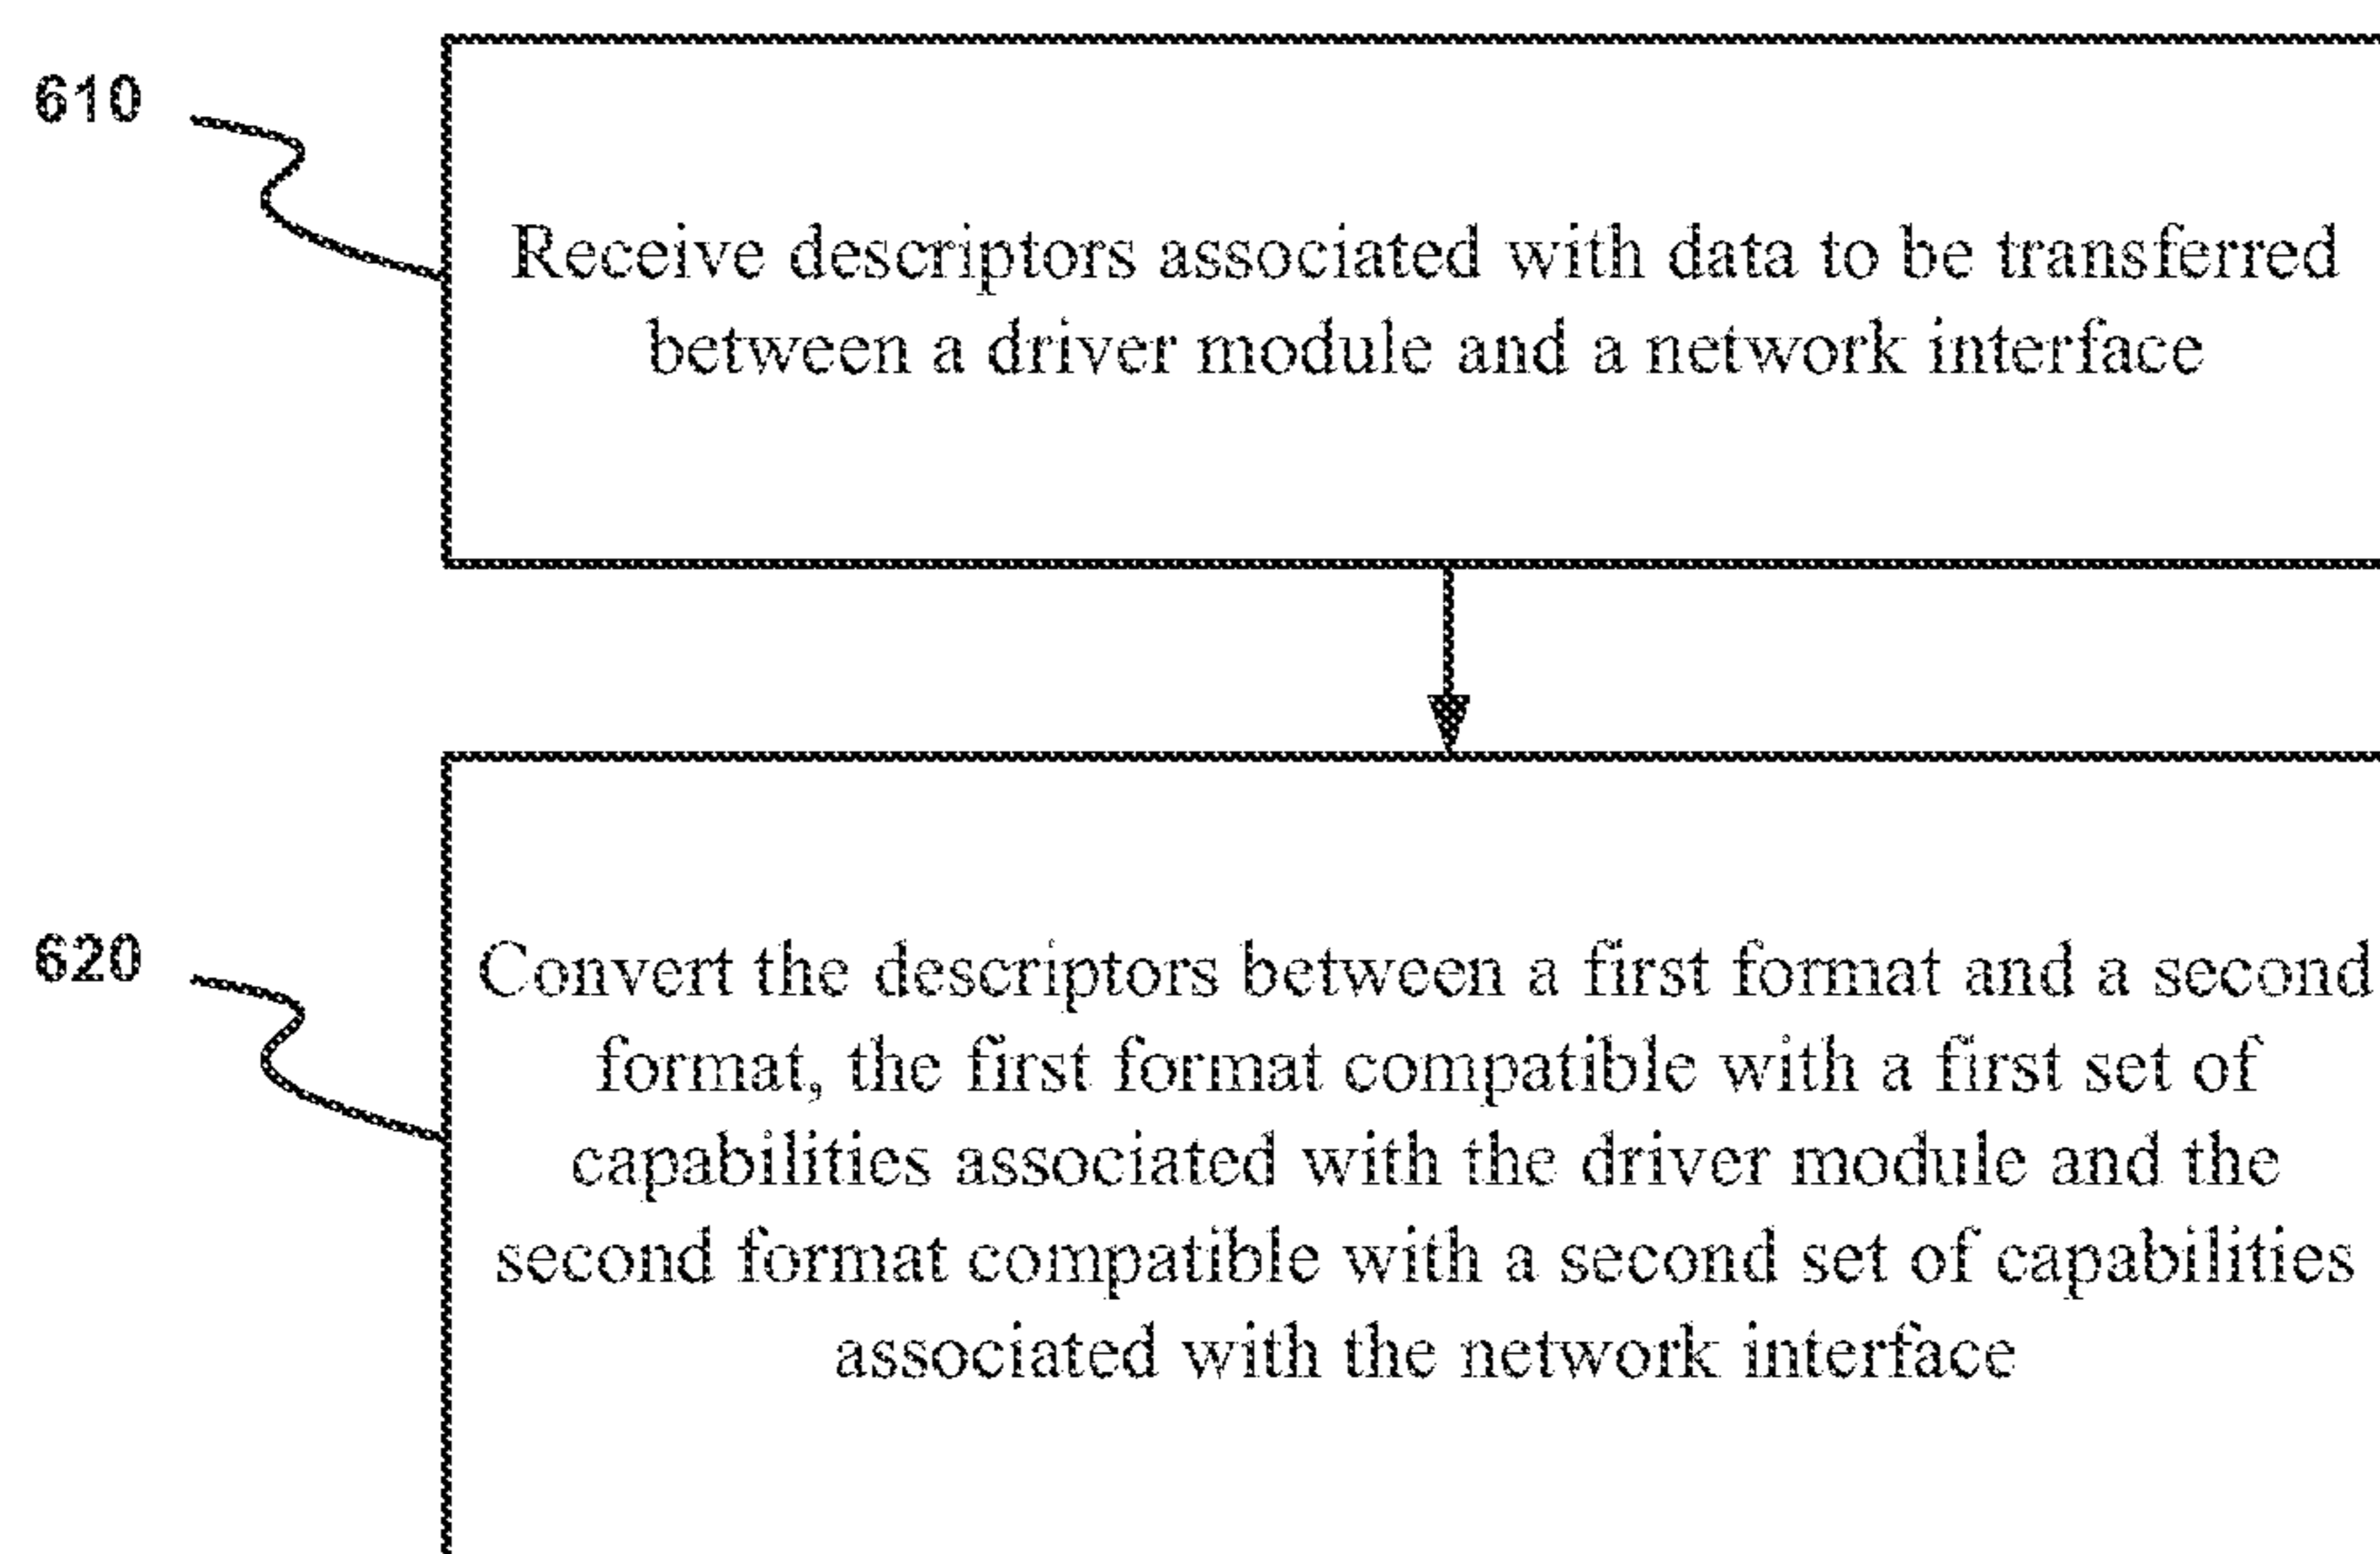 610
Receive descriptors associated with data to be transferred
between a driver module and a network interface
620
Convert the descriptors between a first format and a second
format, the first format compatible with a first set of
capabilities associated with the driver module and the
second format compatible with a second set of capabilities
associated with the network interface